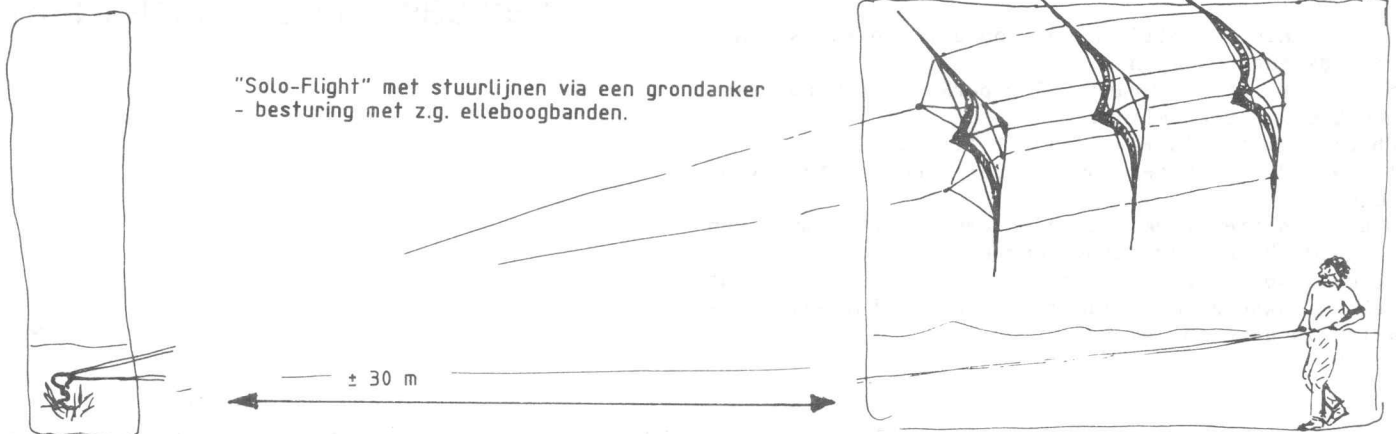 "Solo-Flight" met stuurlijnen via een grondanker
- besturing met z.g. elleboogbanden.
± 30 m